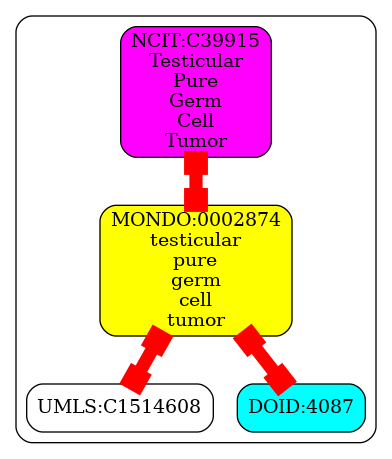 NCIT:C39915
Testicular
Pure
Germ
Cell
Tumor
MONDO:0002874
testicular
pure
germ
cell
tumor
UMLS:C1514608
DOID:4087